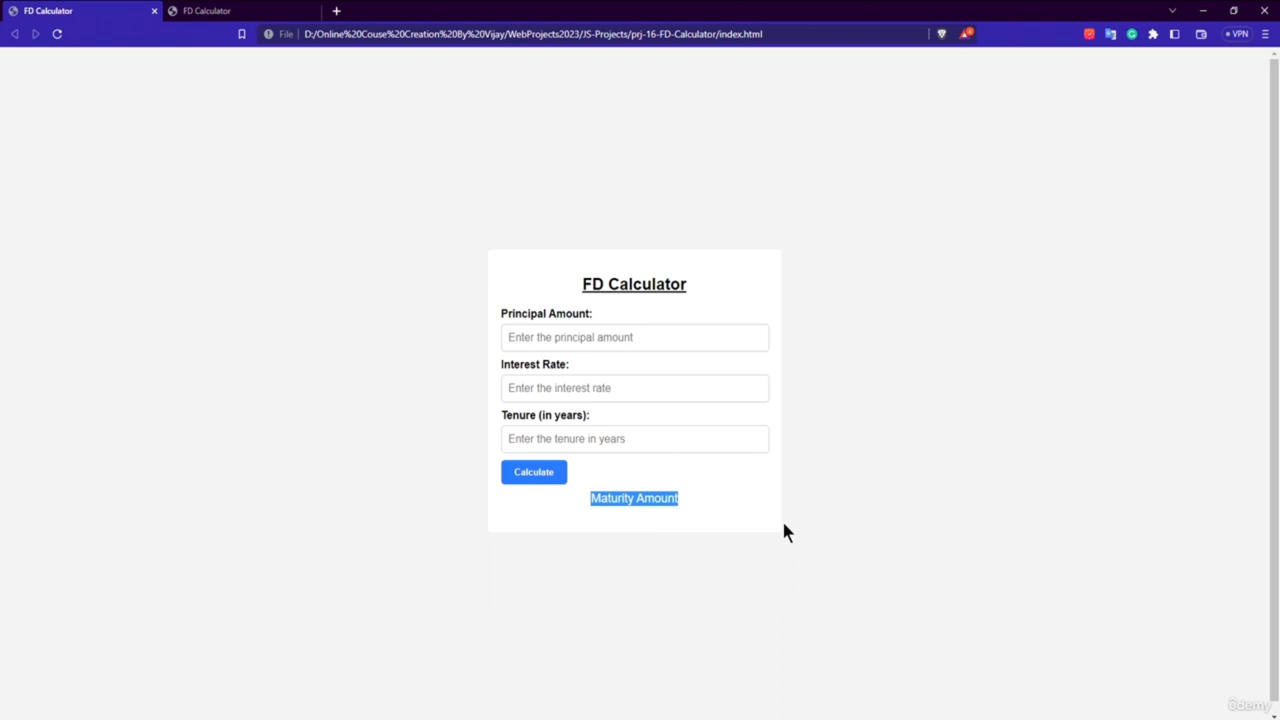 FD Calculator
FD Calculator
File
D:/Online%20Couse%20Creation%20By%20Vijay/WebProjects2023/JS-Projects/prj-16-FD-Calculator/index.html
VPN
FD Calculator
Principal Amount:
Enter the principal amount
Interest Rate:
Enter the interest rate
Tenure (in years):
Enter the tenure in years
Calculate
Maturity Amount
ûdemy